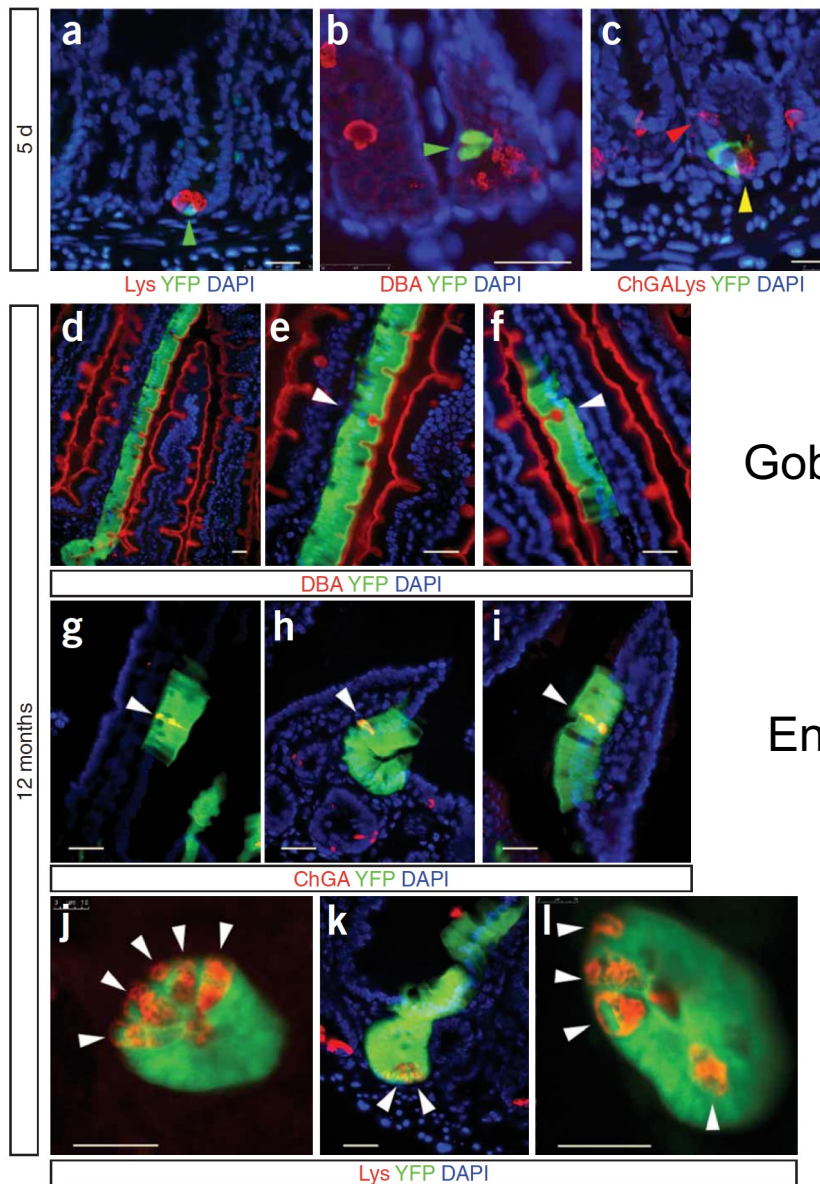 5 d
a b c
Lys YFP DAPI
DBA YFP DAPI
ChGALys YFP DAPI
12 months
d e f
Gob
DBA YFP DAPI
g h i
En
ChGA YFP DAPI
j k l
Lys YFP DAPI